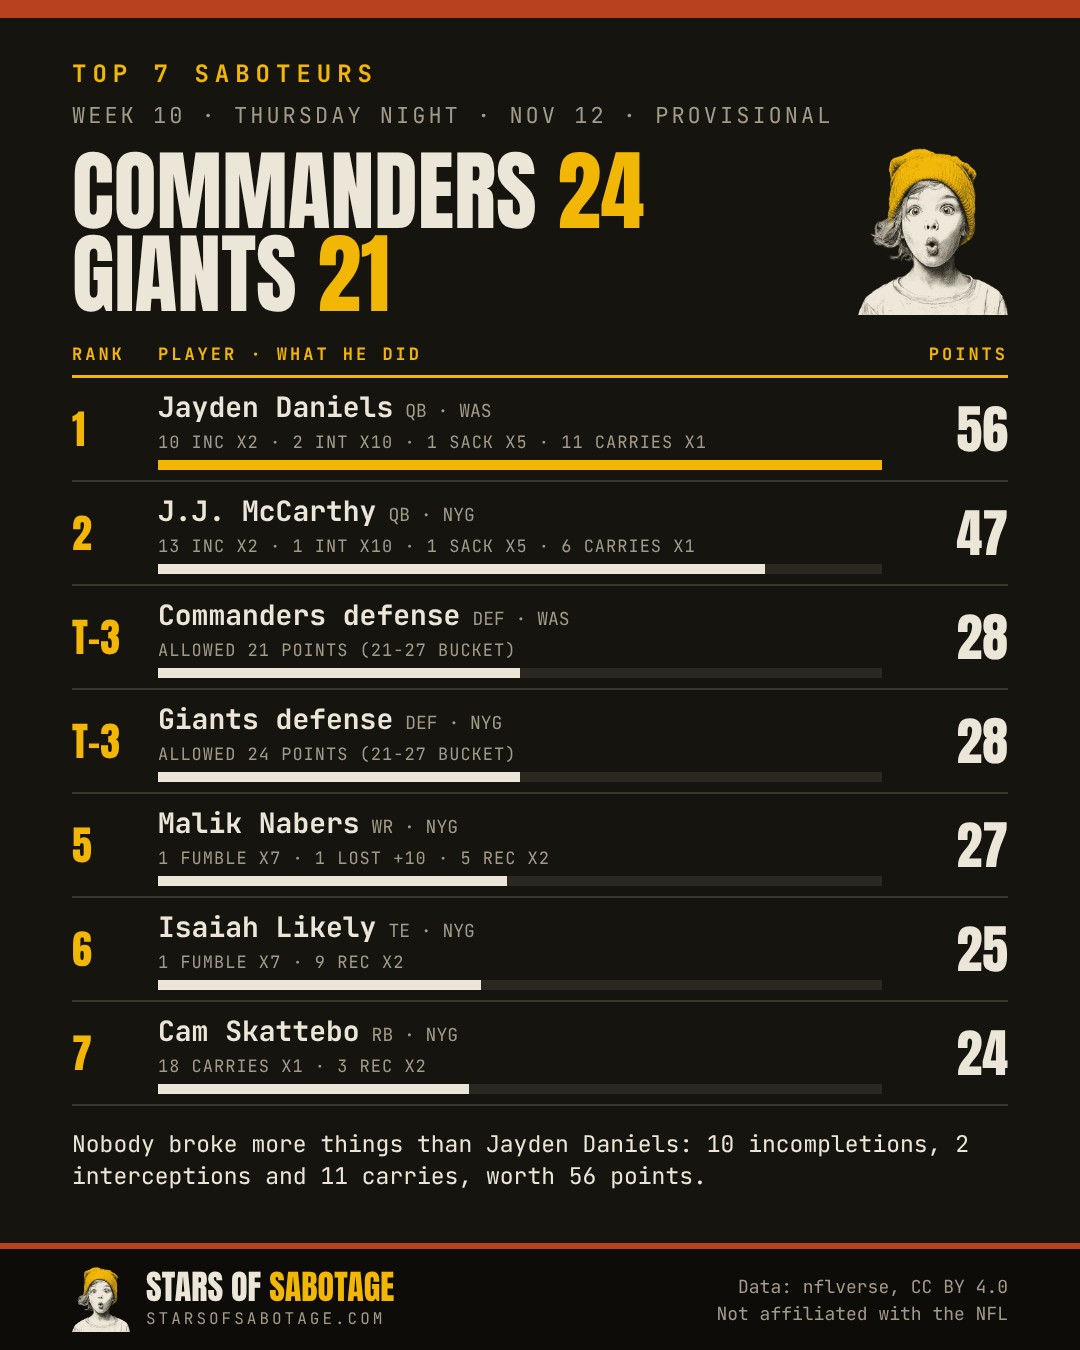 TOP 7 SABOTEURS
WEEK 10 · THURSDAY NIGHT · NOV 12 · PROVISIONAL
COMMANDERS 24
GIANTS 21
RANK PLAYER · WHAT HE DID POINTS
1 Jayden Daniels QB · WAS 56
10 INC X2 · 2 INT X10 · 1 SACK X5 · 11 CARRIES X1
2 J.J. McCarthy QB · NYG 47
13 INC X2 · 1 INT X10 · 1 SACK X5 · 6 CARRIES X1
T-3 Commanders defense DEF · WAS 28
ALLOWED 21 POINTS (21-27 BUCKET)
T-3 Giants defense DEF · NYG 28
ALLOWED 24 POINTS (21-27 BUCKET)
5 Malik Nabers WR · NYG 27
1 FUMBLE X7 · 1 LOST +10 · 5 REC X2
6 Isaiah Likely TE · NYG 25
1 FUMBLE X7 · 9 REC X2
7 Cam Skattebo RB · NYG 24
18 CARRIES X1 · 3 REC X2
Nobody broke more things than Jayden Daniels: 10 incompletions, 2
interceptions and 11 carries, worth 56 points.
STARS OF SABOTAGE
STARSOFSABOTAGE.COM
Data: nflverse, CC BY 4.0
Not affiliated with the NFL